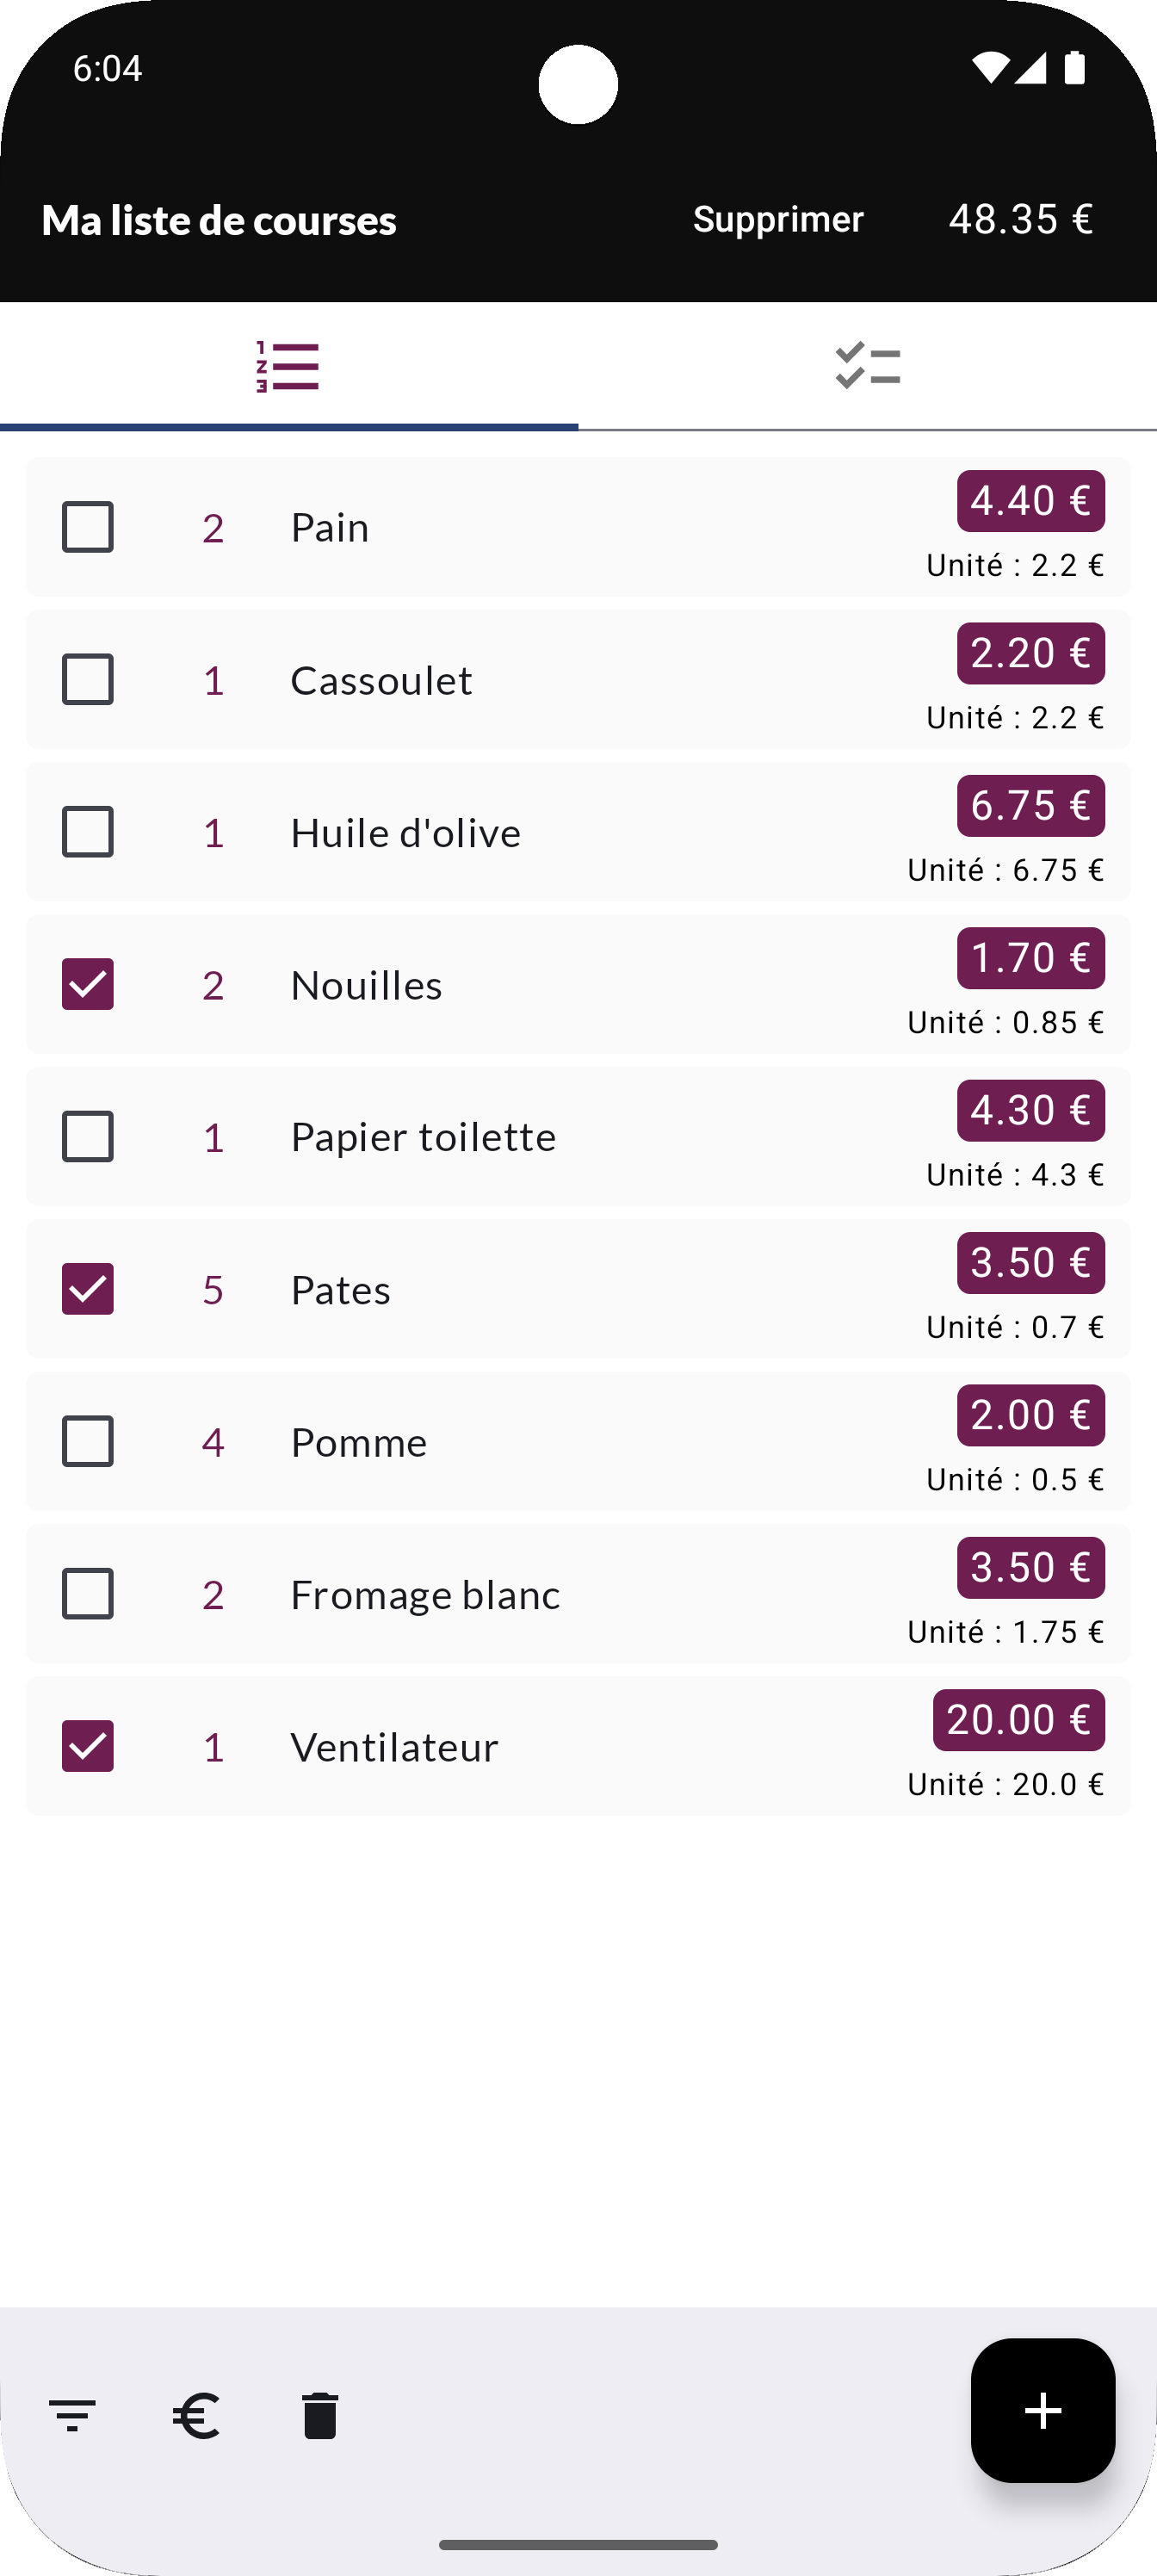 6:04
Ma liste de courses Supprimer 48.35 €
1
2
3
4.40 €
2 Pain
Unité : 2.2 €
2.20 €
1 Cassoulet
Unité : 2.2 €
6.75 €
1 Huile d'olive
Unité : 6.75 €
1.70 €
2 Nouilles
Unité : 0.85 €
4.30 €
1 Papier toilette
Unité : 4.3 €
3.50 €
5 Pates
Unité : 0.7 €
2.00 €
4 Pomme
Unité : 0.5 €
3.50 €
2 Fromage blanc
Unité : 1.75 €
20.00 €
1 Ventilateur
Unité : 20.0 €
€ +